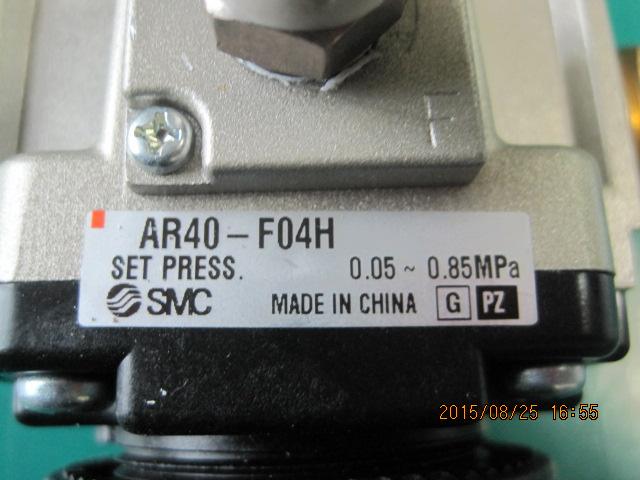 F
AR40-F04H
SET PRESS. 0.05 ~ 0.85MPa
SMC MADE IN CHINA G PZ
2015/08/25 16:55